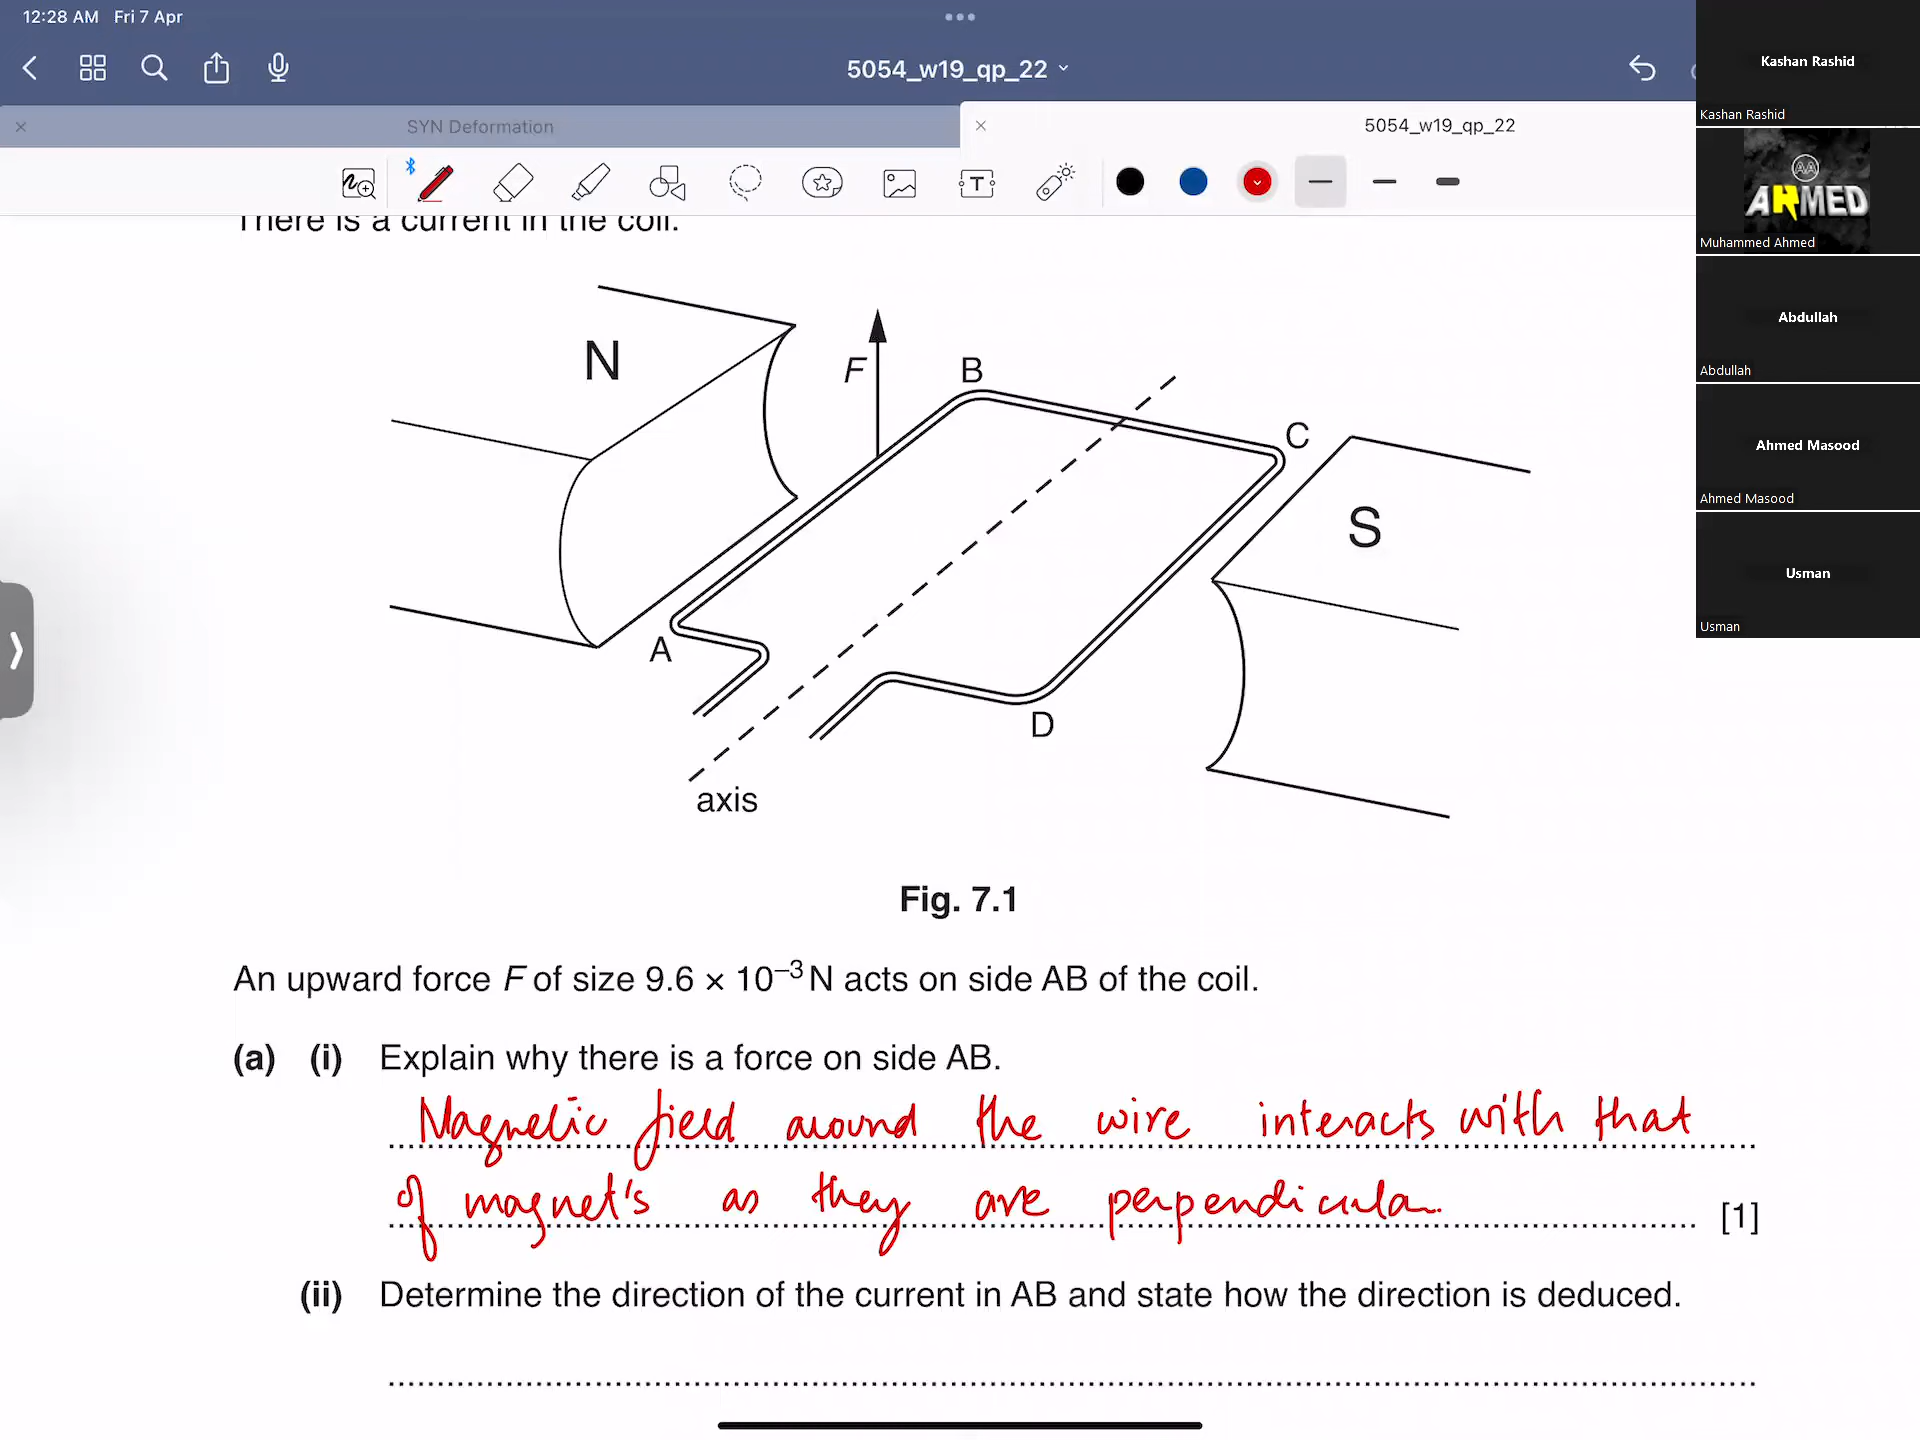 12:28 AM Fri 7 Apr
5054_w19_qp_22
SYN Deformation
5054_w19_qp_22
T
There is a current in the coil.
N
F
B
C
S
A
D
axis
Fig. 7.1
An upward force F of size 9.6 × 10⁻³ N acts on side AB of the coil.
(a) (i) Explain why there is a force on side AB.
Magnetic field around the wire interacts with that
of magnet's as they are perpendicular. [1]
(ii) Determine the direction of the current in AB and state how the direction is deduced.
Kashan Rashid
Kashan Rashid
AA
ARMED
Muhammed Ahmed
Abdullah
Abdullah
Ahmed Masood
Ahmed Masood
Usman
Usman